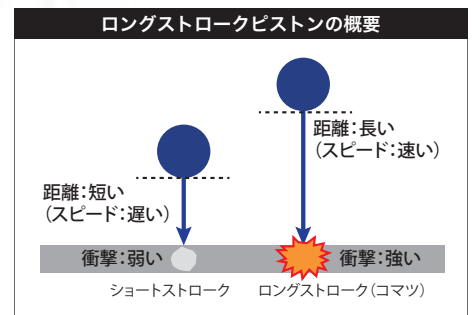 ロングストロークピストンの概要
距離：長い
（スピード：速い）
距離：短い
（スピード：遅い）
衝撃：弱い
衝撃：強い
ショートストローク
ロングストローク（コマツ）